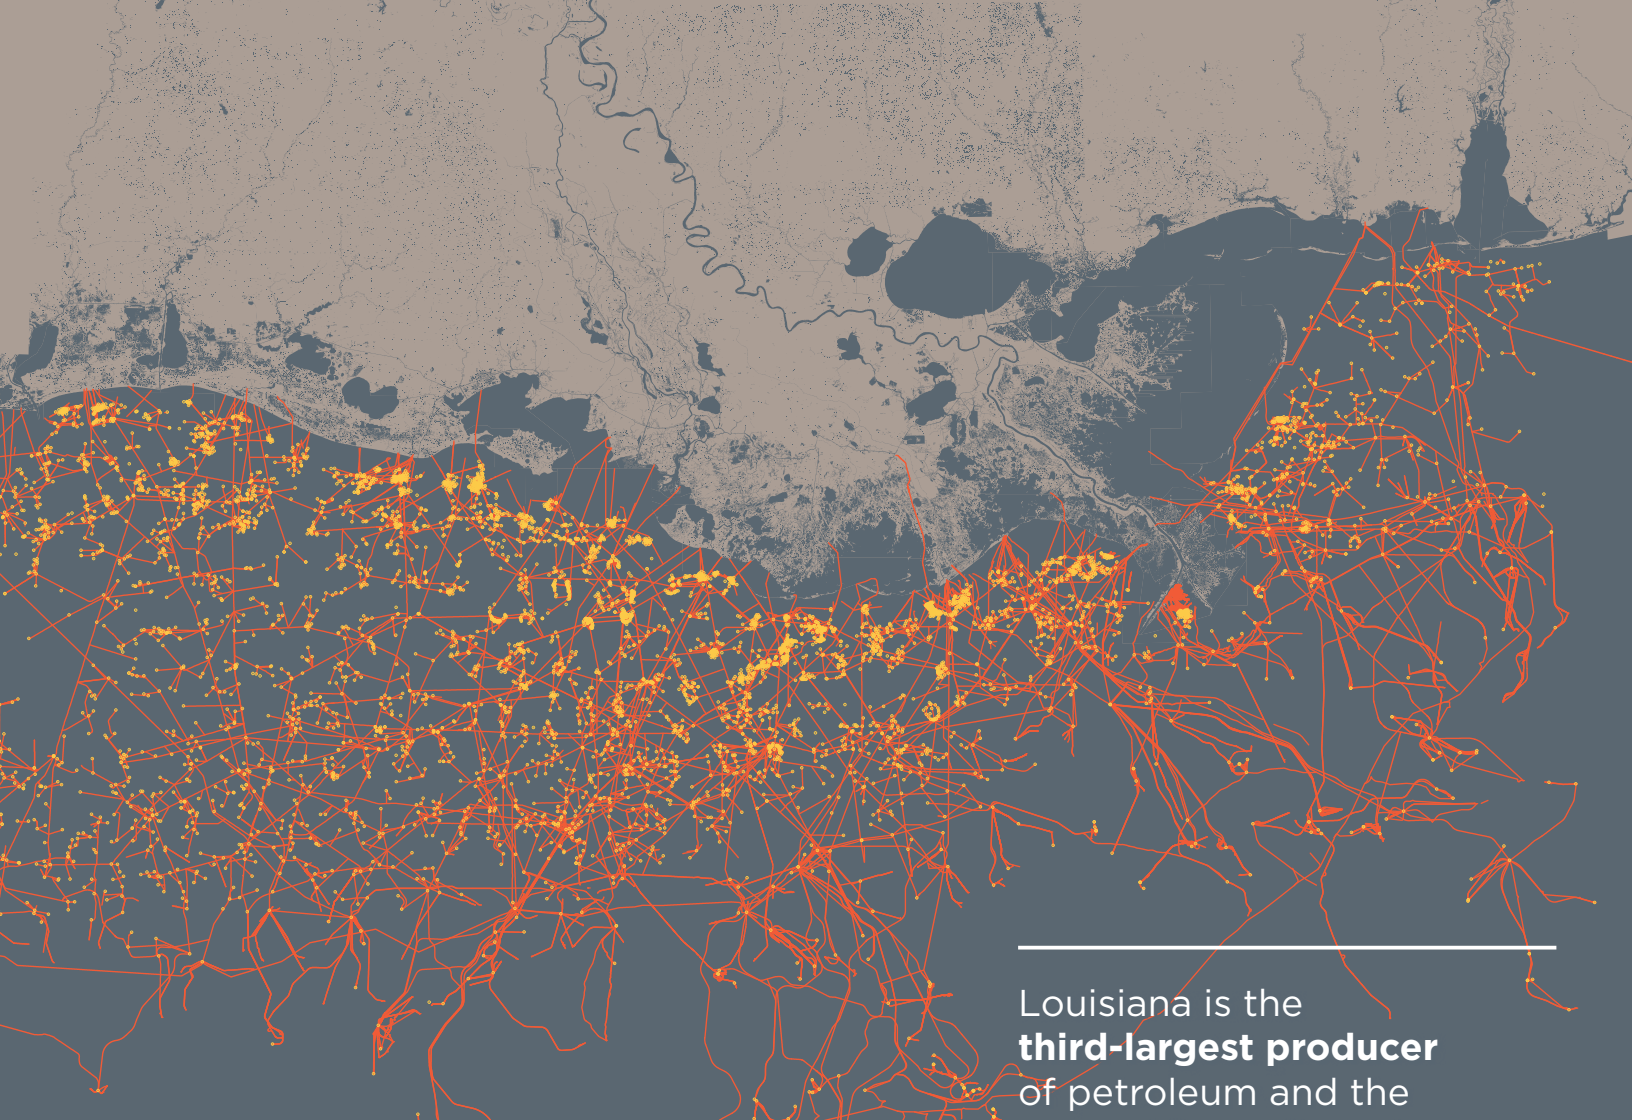 Louisiana is the
third-largest producer
of petroleum and the